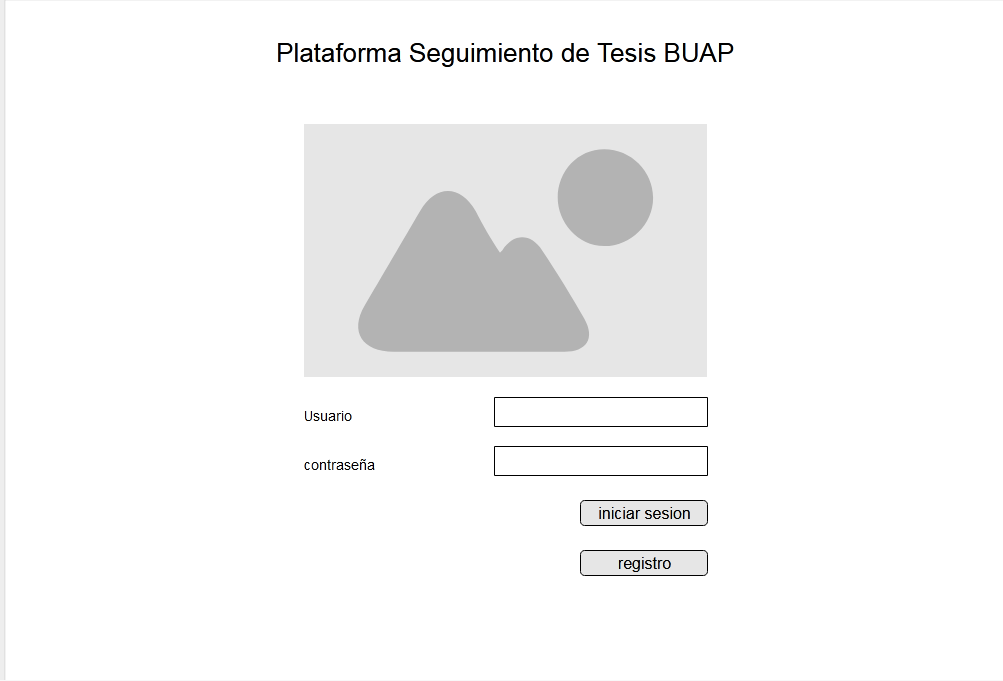 Plataforma Seguimiento de Tesis BUAP
Usuario
contraseña
iniciar sesion
registro